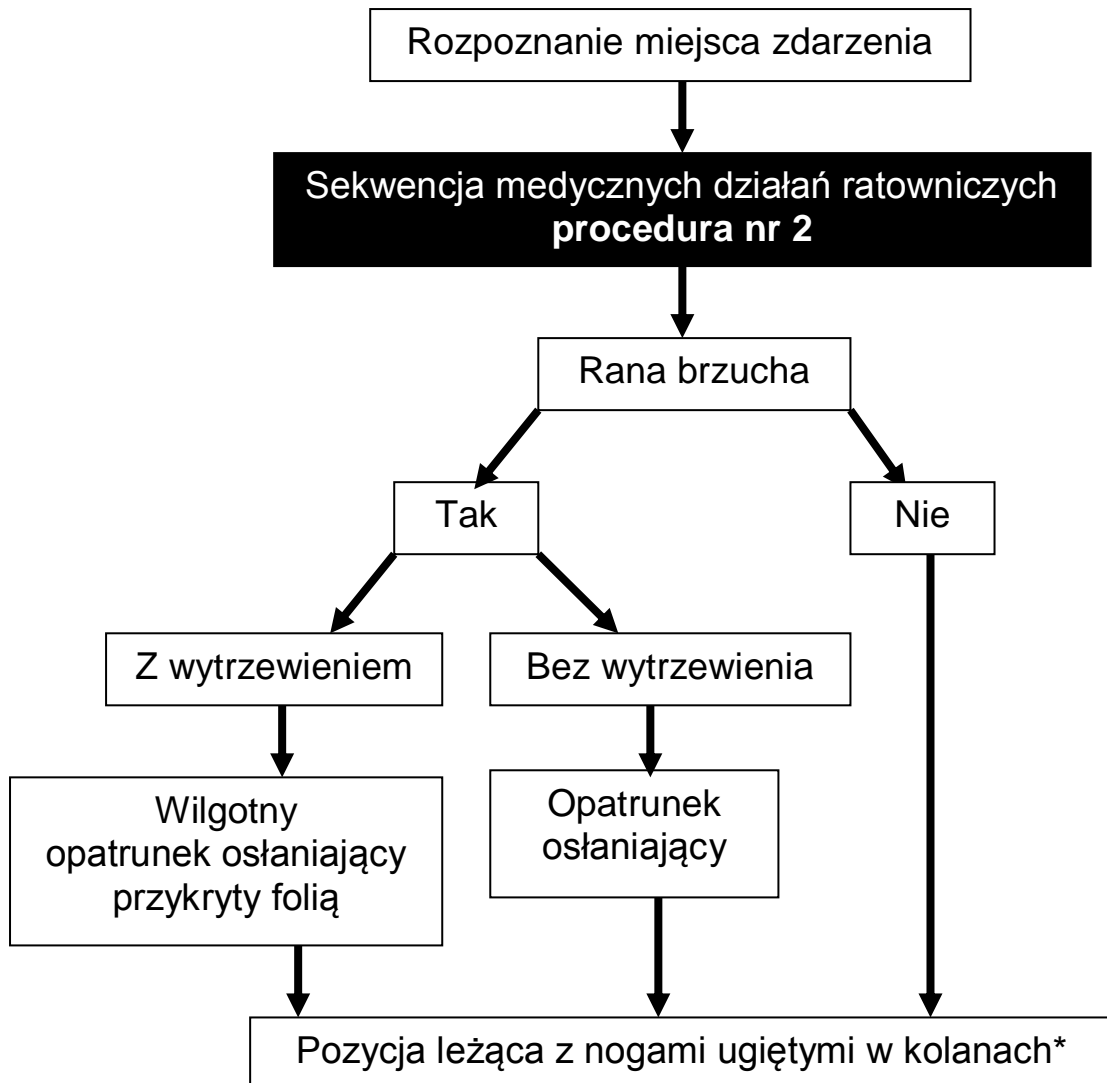 Rozpoznanie miejsca zdarzenia
Sekwencja medycznych działań ratowniczych
procedura nr 2
Rana brzucha
Tak
Nie
Z wytrzewieniem
Bez wytrzewienia
Wilgotny
opatrunek osłaniający
przykryty folią
Opatrunek
osłaniający
Pozycja leżąca z nogami ugiętymi w kolanach*